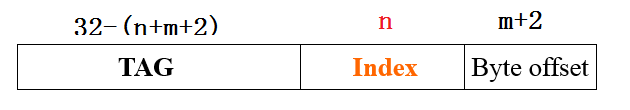 32-(n+m+2) n m+2
TAG Index Byte offset